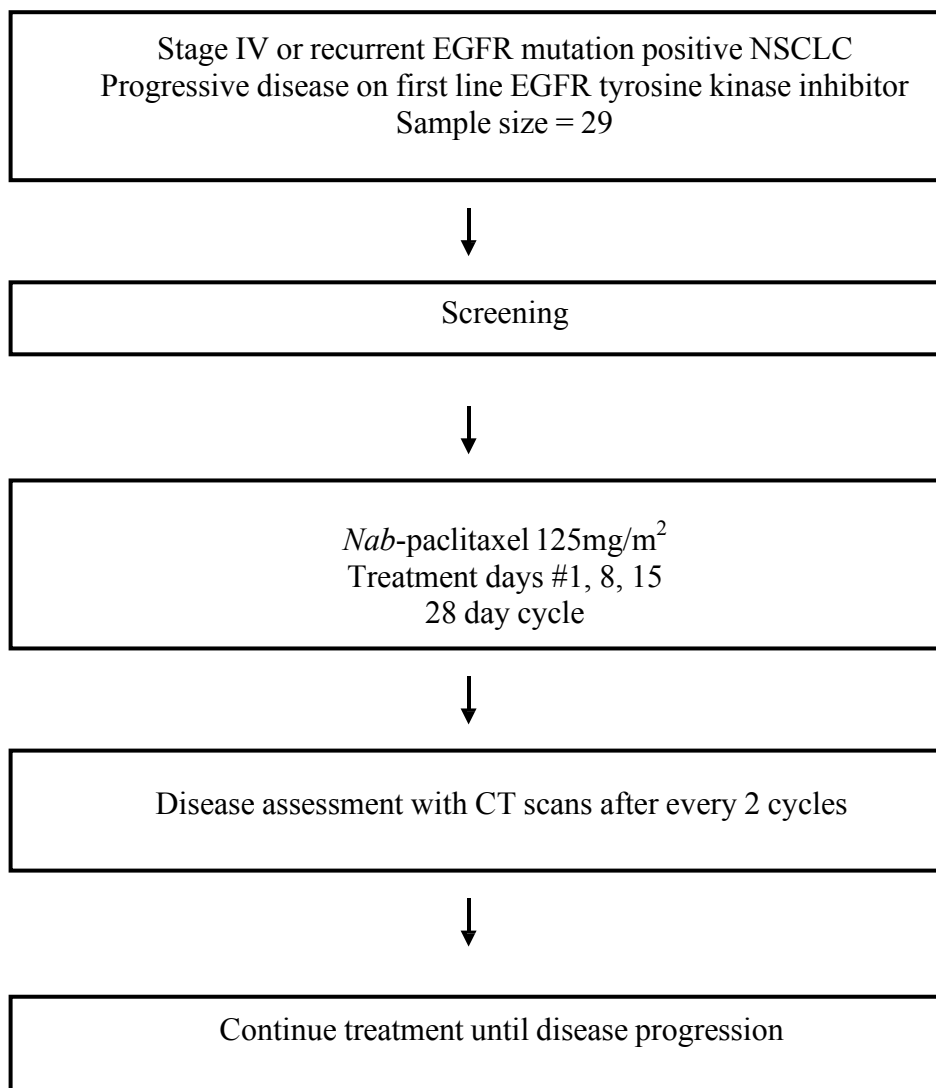 Stage IV or recurrent EGFR mutation positive NSCLC
Progressive disease on first line EGFR tyrosine kinase inhibitor
Sample size = 29
Screening
Nab-paclitaxel 125mg/m²
Treatment days #1, 8, 15
28 day cycle
Disease assessment with CT scans after every 2 cycles
Continue treatment until disease progression